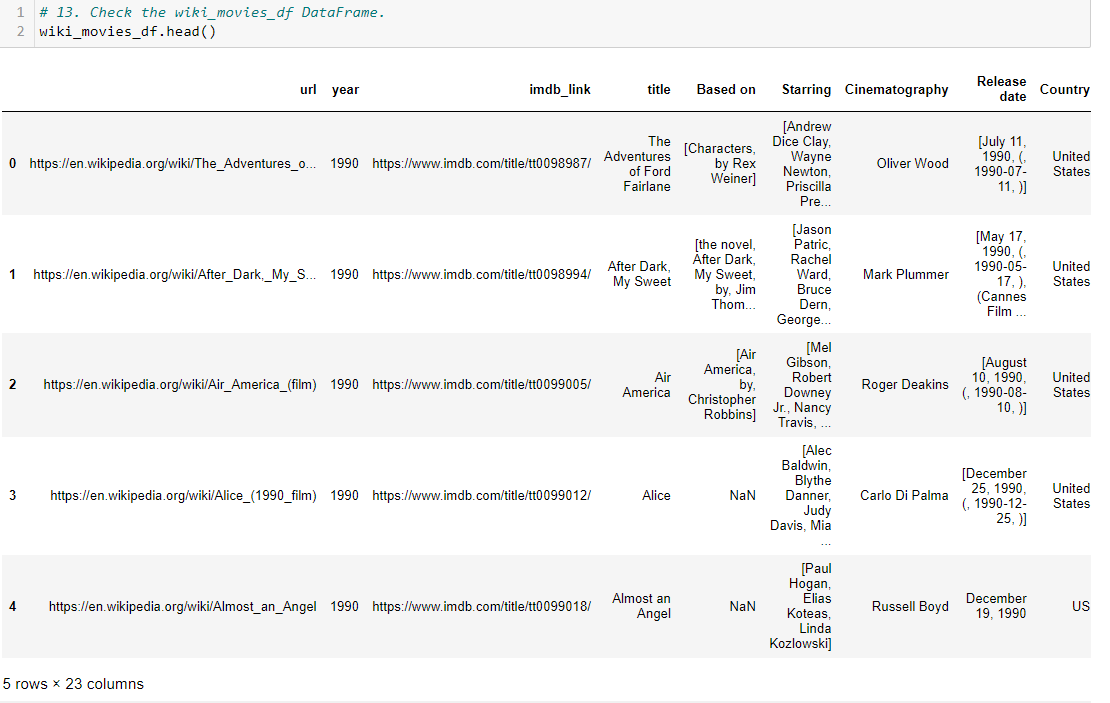 1 # 13. Check the wiki_movies_df DataFrame.
2 wiki_movies_df.head()
url year imdb_link title Based on Starring Cinematography Release date Country
0 https://en.wikipedia.org/wiki/The_Adventures_o... 1990 https://www.imdb.com/title/tt0098987/ The Adventures of Ford Fairlane [Characters, by Rex Weiner] [Andrew Dice Clay, Wayne Newton, Priscilla Pre... Oliver Wood [July 11, 1990, (, 1990-07-11, )] United States
1 https://en.wikipedia.org/wiki/After_Dark,_My_S... 1990 https://www.imdb.com/title/tt0098994/ After Dark, My Sweet [the novel, After Dark, My Sweet, by, Jim Thom... [Jason Patric, Rachel Ward, Bruce Dern, George... Mark Plummer [May 17, 1990, (, 1990-05-17, ), (Cannes Film ... United States
2 https://en.wikipedia.org/wiki/Air_America_(film) 1990 https://www.imdb.com/title/tt0099005/ Air America [Air America, by, Christopher Robbins] [Mel Gibson, Robert Downey Jr., Nancy Travis, ... Roger Deakins [August 10, 1990, (, 1990-08-10, )] United States
3 https://en.wikipedia.org/wiki/Alice_(1990_film) 1990 https://www.imdb.com/title/tt0099012/ Alice NaN [Alec Baldwin, Blythe Danner, Judy Davis, Mia ... Carlo Di Palma [December 25, 1990, (, 1990-12-25, )] United States
4 https://en.wikipedia.org/wiki/Almost_an_Angel 1990 https://www.imdb.com/title/tt0099018/ Almost an Angel NaN [Paul Hogan, Elias Koteas, Linda Kozlowski] Russell Boyd December 19, 1990 US
5 rows × 23 columns